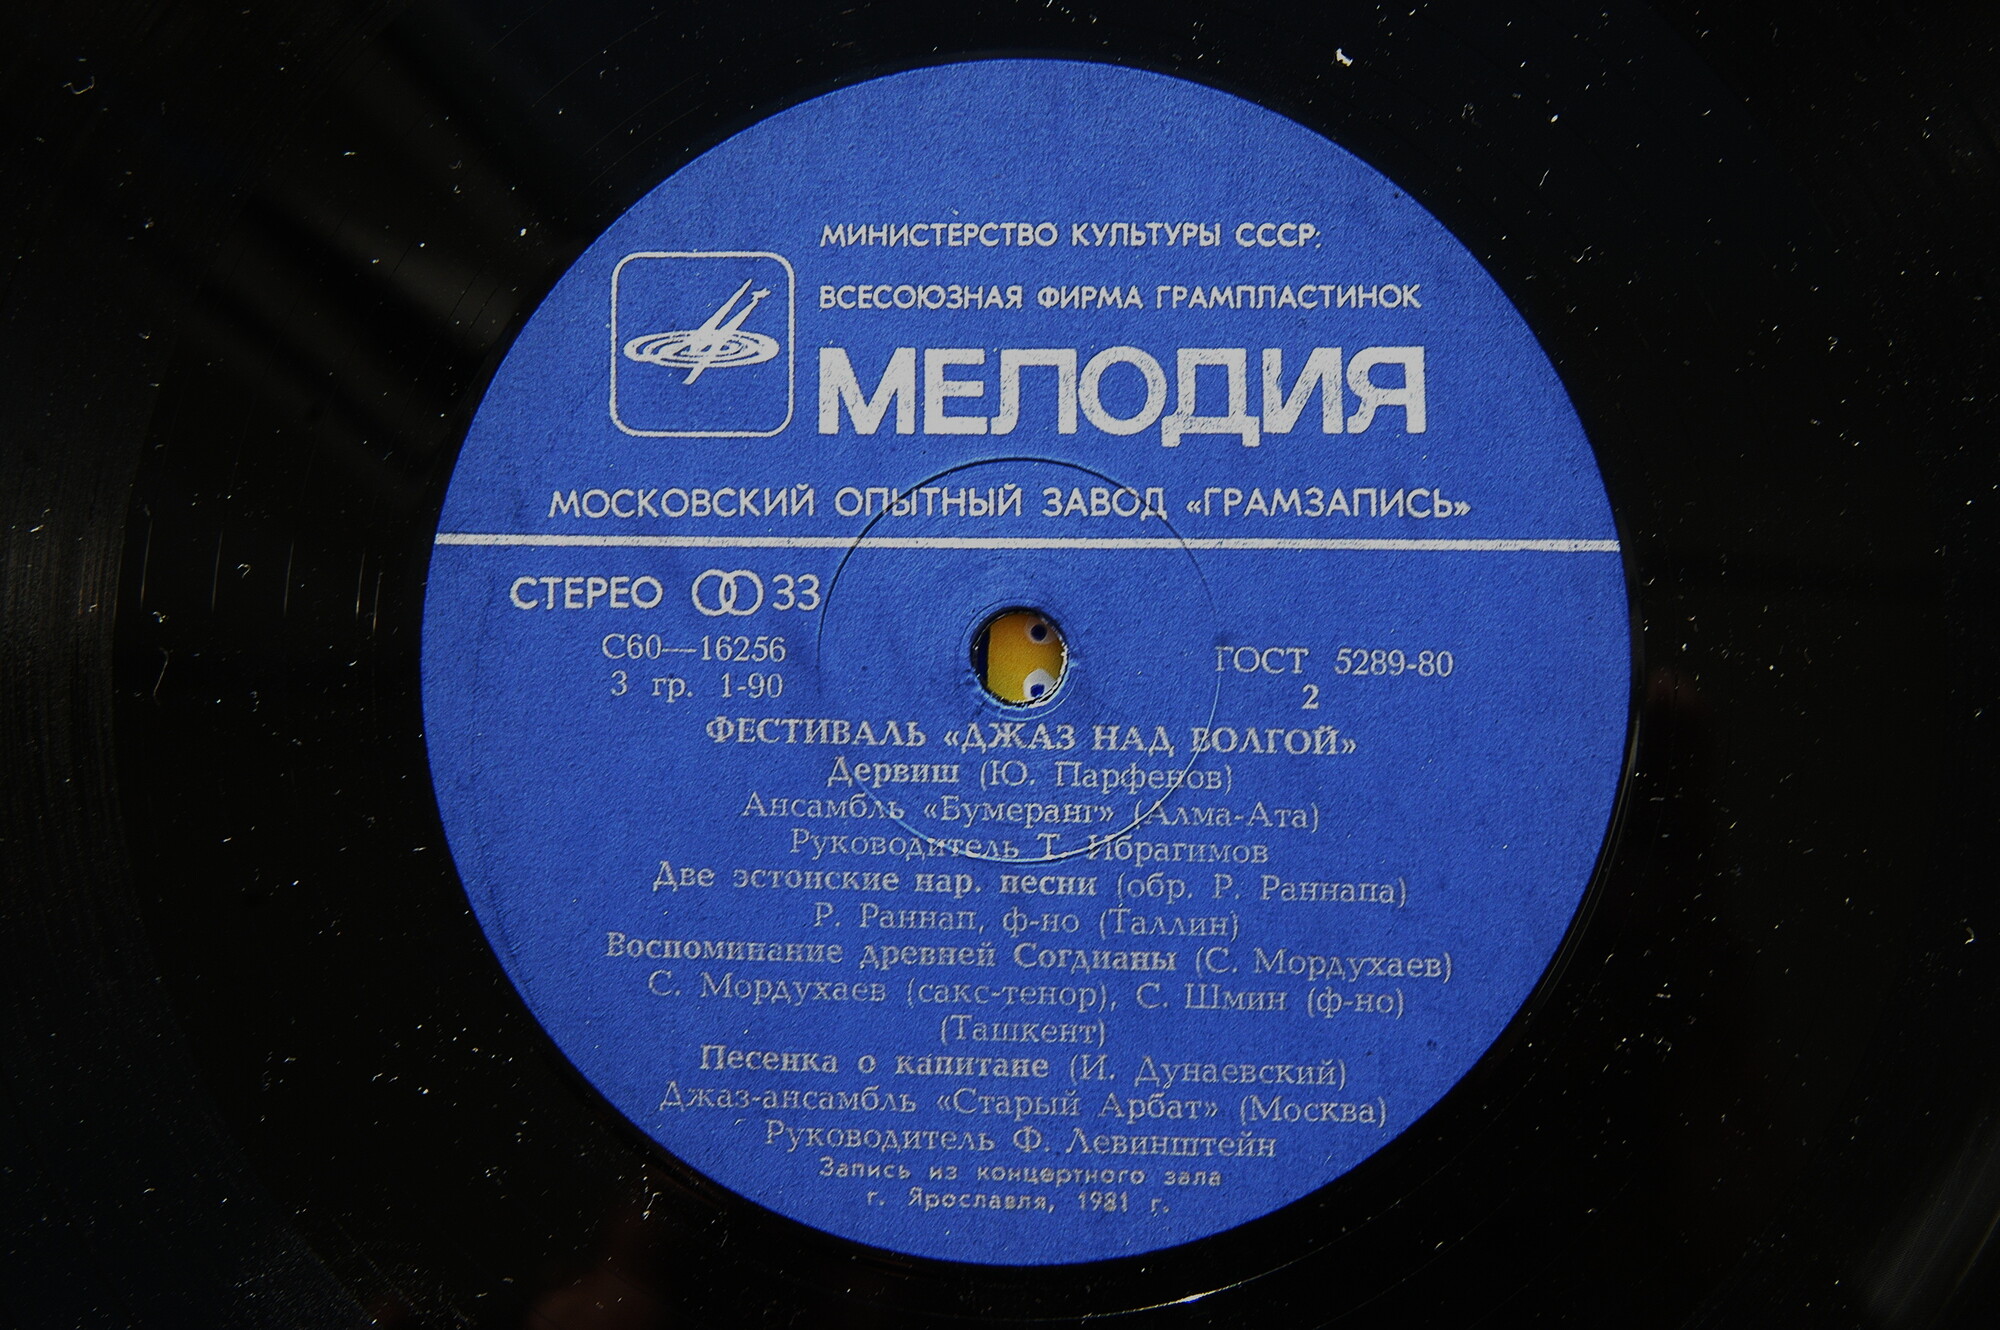 МИНИСТЕРСТВО КУЛЬТУРЫ СССР
ВСЕСОЮЗНАЯ ФИРМА ГРАМПЛАСТИНОК
МЕЛОДИЯ
МОСКОВСКИЙ ОПЫТНЫЙ ЗАВОД «ГРАМЗАПИСЬ»
СТЕРЕО 33
С60—16256
3 гр. 1-90
ГОСТ 5289-80
2
ФЕСТИВАЛЬ «ДЖАЗ НАД ВОЛГОЙ»
Дервиш (Ю. Парфенов)
Ансамбль «Бумеранг» (Алма-Ата)
Руководитель Т. Ибрагимов
Две эстонские нар. песни (обр. Р. Раннапа)
Р. Раннап, ф-но (Таллин)
Воспоминание древней Согдианы (С. Мордухаев)
С. Мордухаев (сакс-тенор), С. Шмин (ф-но)
(Ташкент)
Песенка о капитане (И. Дунаевский)
Джаз-ансамбль «Старый Арбат» (Москва)
Руководитель Ф. Левинштейн
Запись из концертного зала
г. Ярославля, 1981 г.